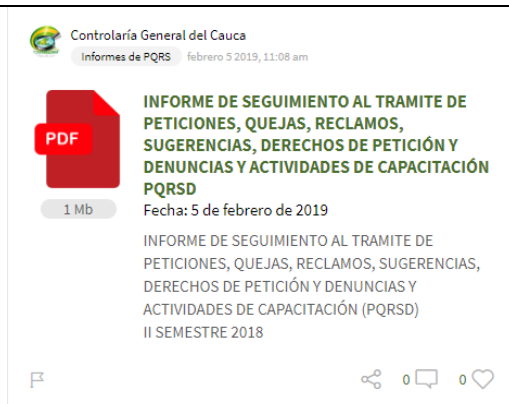 Controlaría General del Cauca
Informes de PQRS febrero 5 2019, 11:08 am
PDF
1 Mb
INFORME DE SEGUIMIENTO AL TRAMITE DE
PETICIONES, QUEJAS, RECLAMOS,
SUGERENCIAS, DERECHOS DE PETICIÓN Y
DENUNCIAS Y ACTIVIDADES DE CAPACITACIÓN
PQRSD
Fecha: 5 de febrero de 2019
INFORME DE SEGUIMIENTO AL TRAMITE DE
PETICIONES, QUEJAS, RECLAMOS, SUGERENCIAS,
DERECHOS DE PETICIÓN Y DENUNCIAS Y
ACTIVIDADES DE CAPACITACIÓN (PQRSD)
II SEMESTRE 2018
0 0